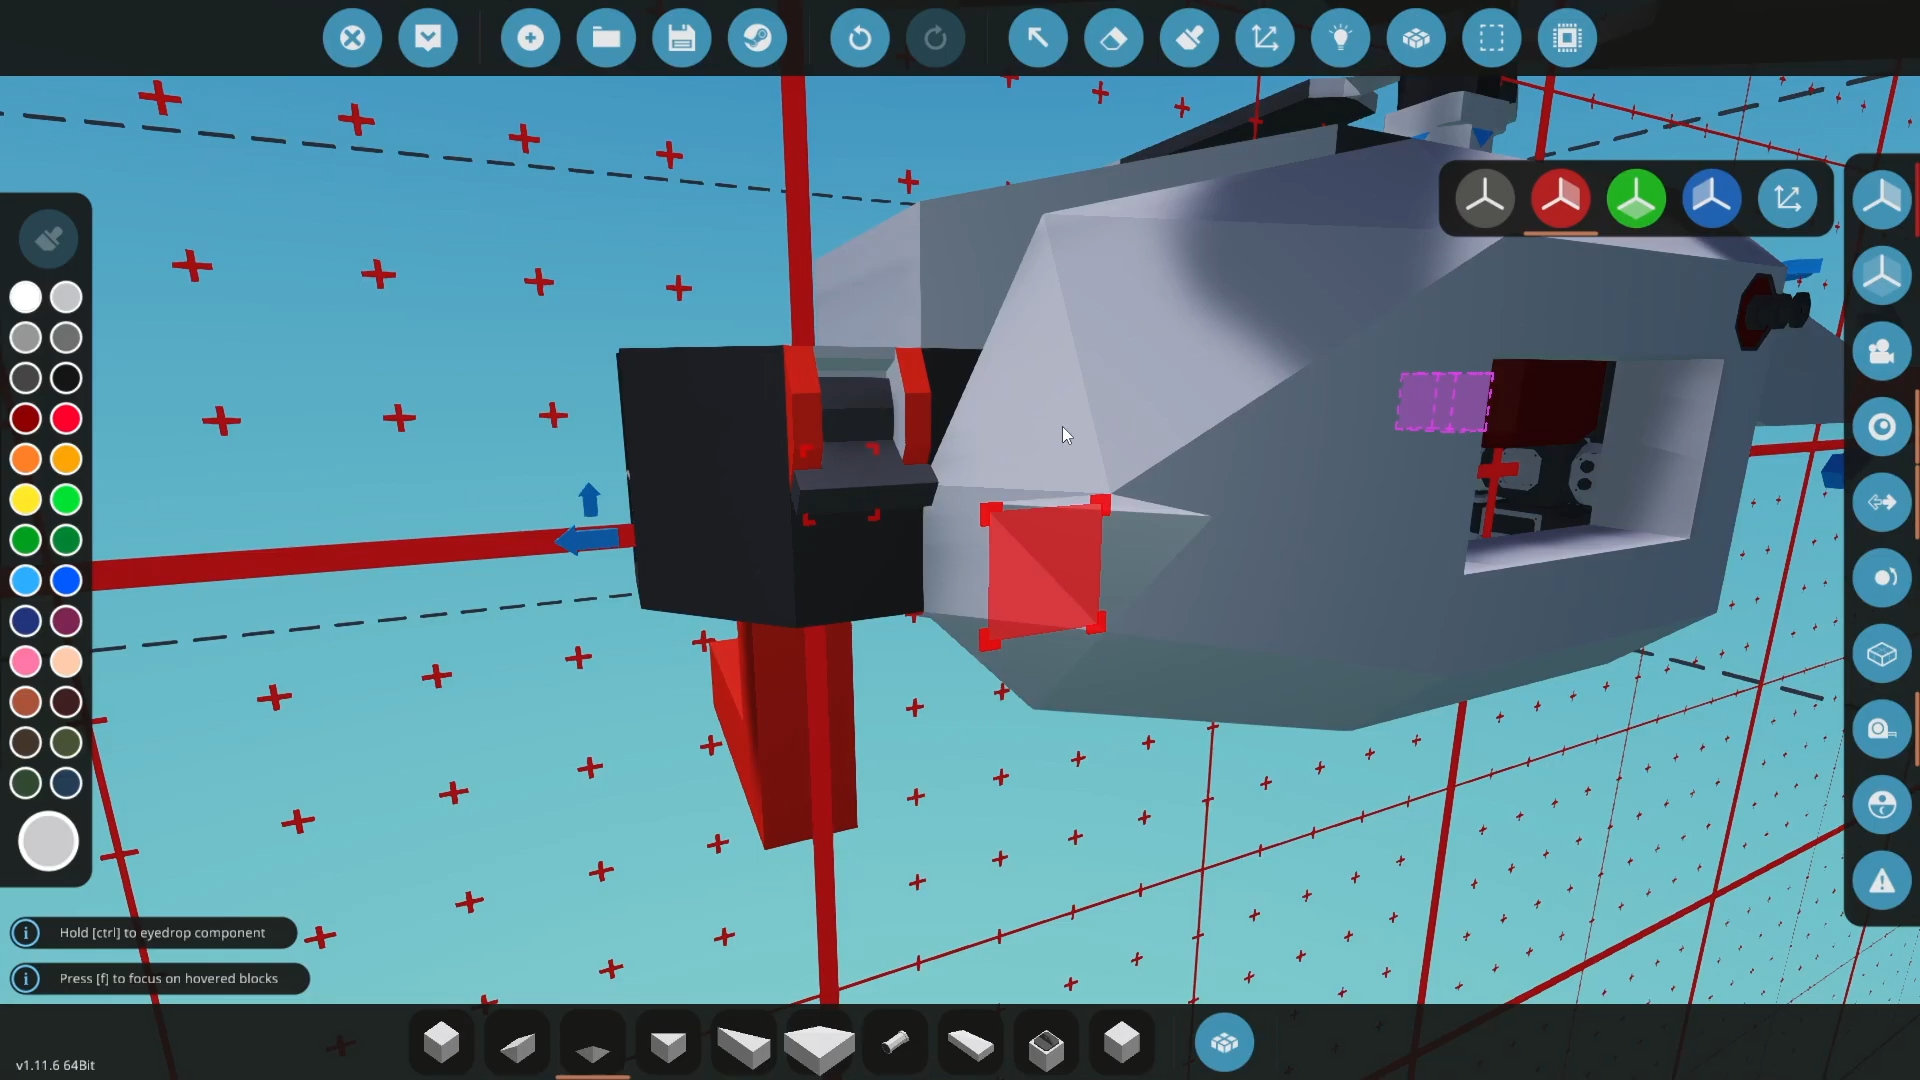 Hold [ctrl] to eyedrop component
Press [f] to focus on hovered blocks
v1.11.6 64Bit